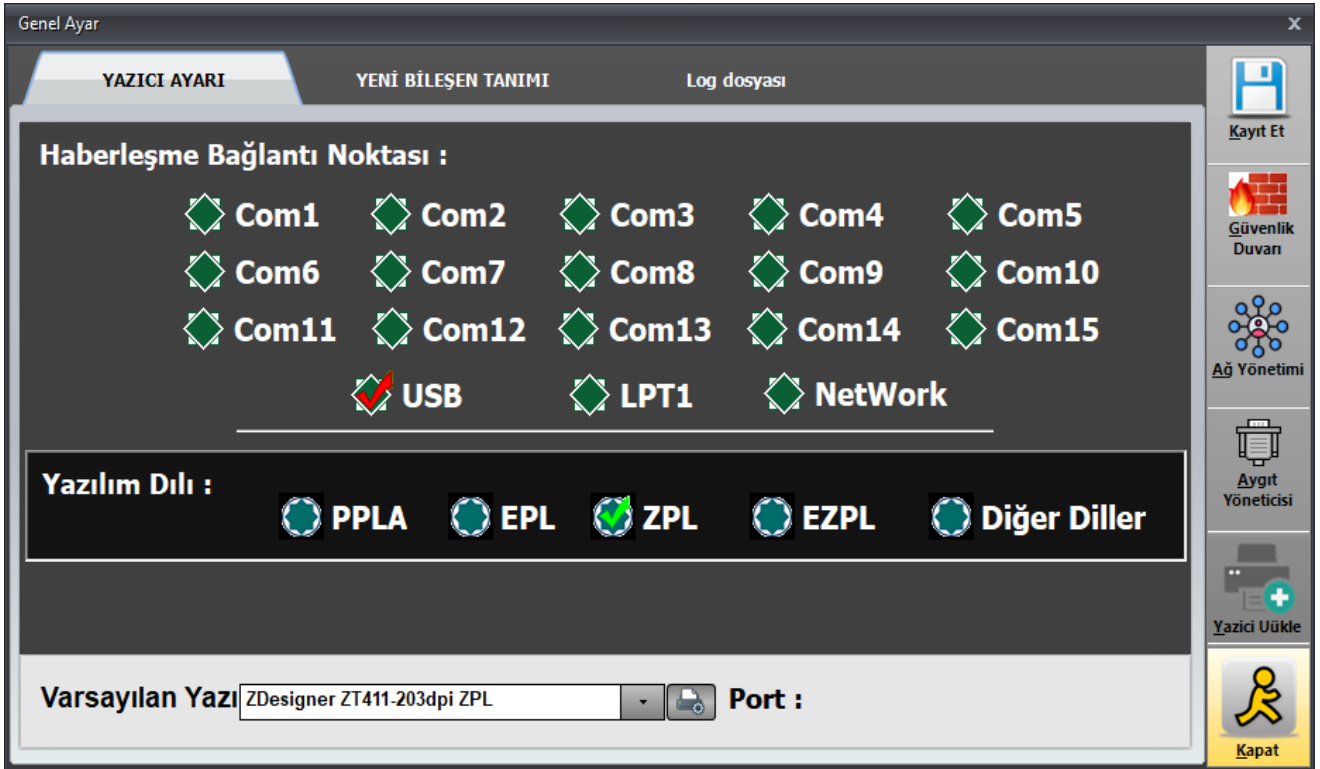 Genel Ayar x
YAZICI AYARI YENİ BİLEŞEN TANIMI Log dosyası
Haberleşme Bağlantı Noktası :
Com1 Com2 Com3 Com4 Com5
Com6 Com7 Com8 Com9 Com10
Com11 Com12 Com13 Com14 Com15
USB LPT1 NetWork
Yazılım Dılı :
PPLA EPL ZPL EZPL Diğer Diller
Varsayılan Yazı ZDesigner ZT411-203dpi ZPL Port :
Kayıt Et
Güvenlik
Duvarı
Ağ Yönetimi
Aygıt
Yöneticisi
Yazici Uükle
Kapat